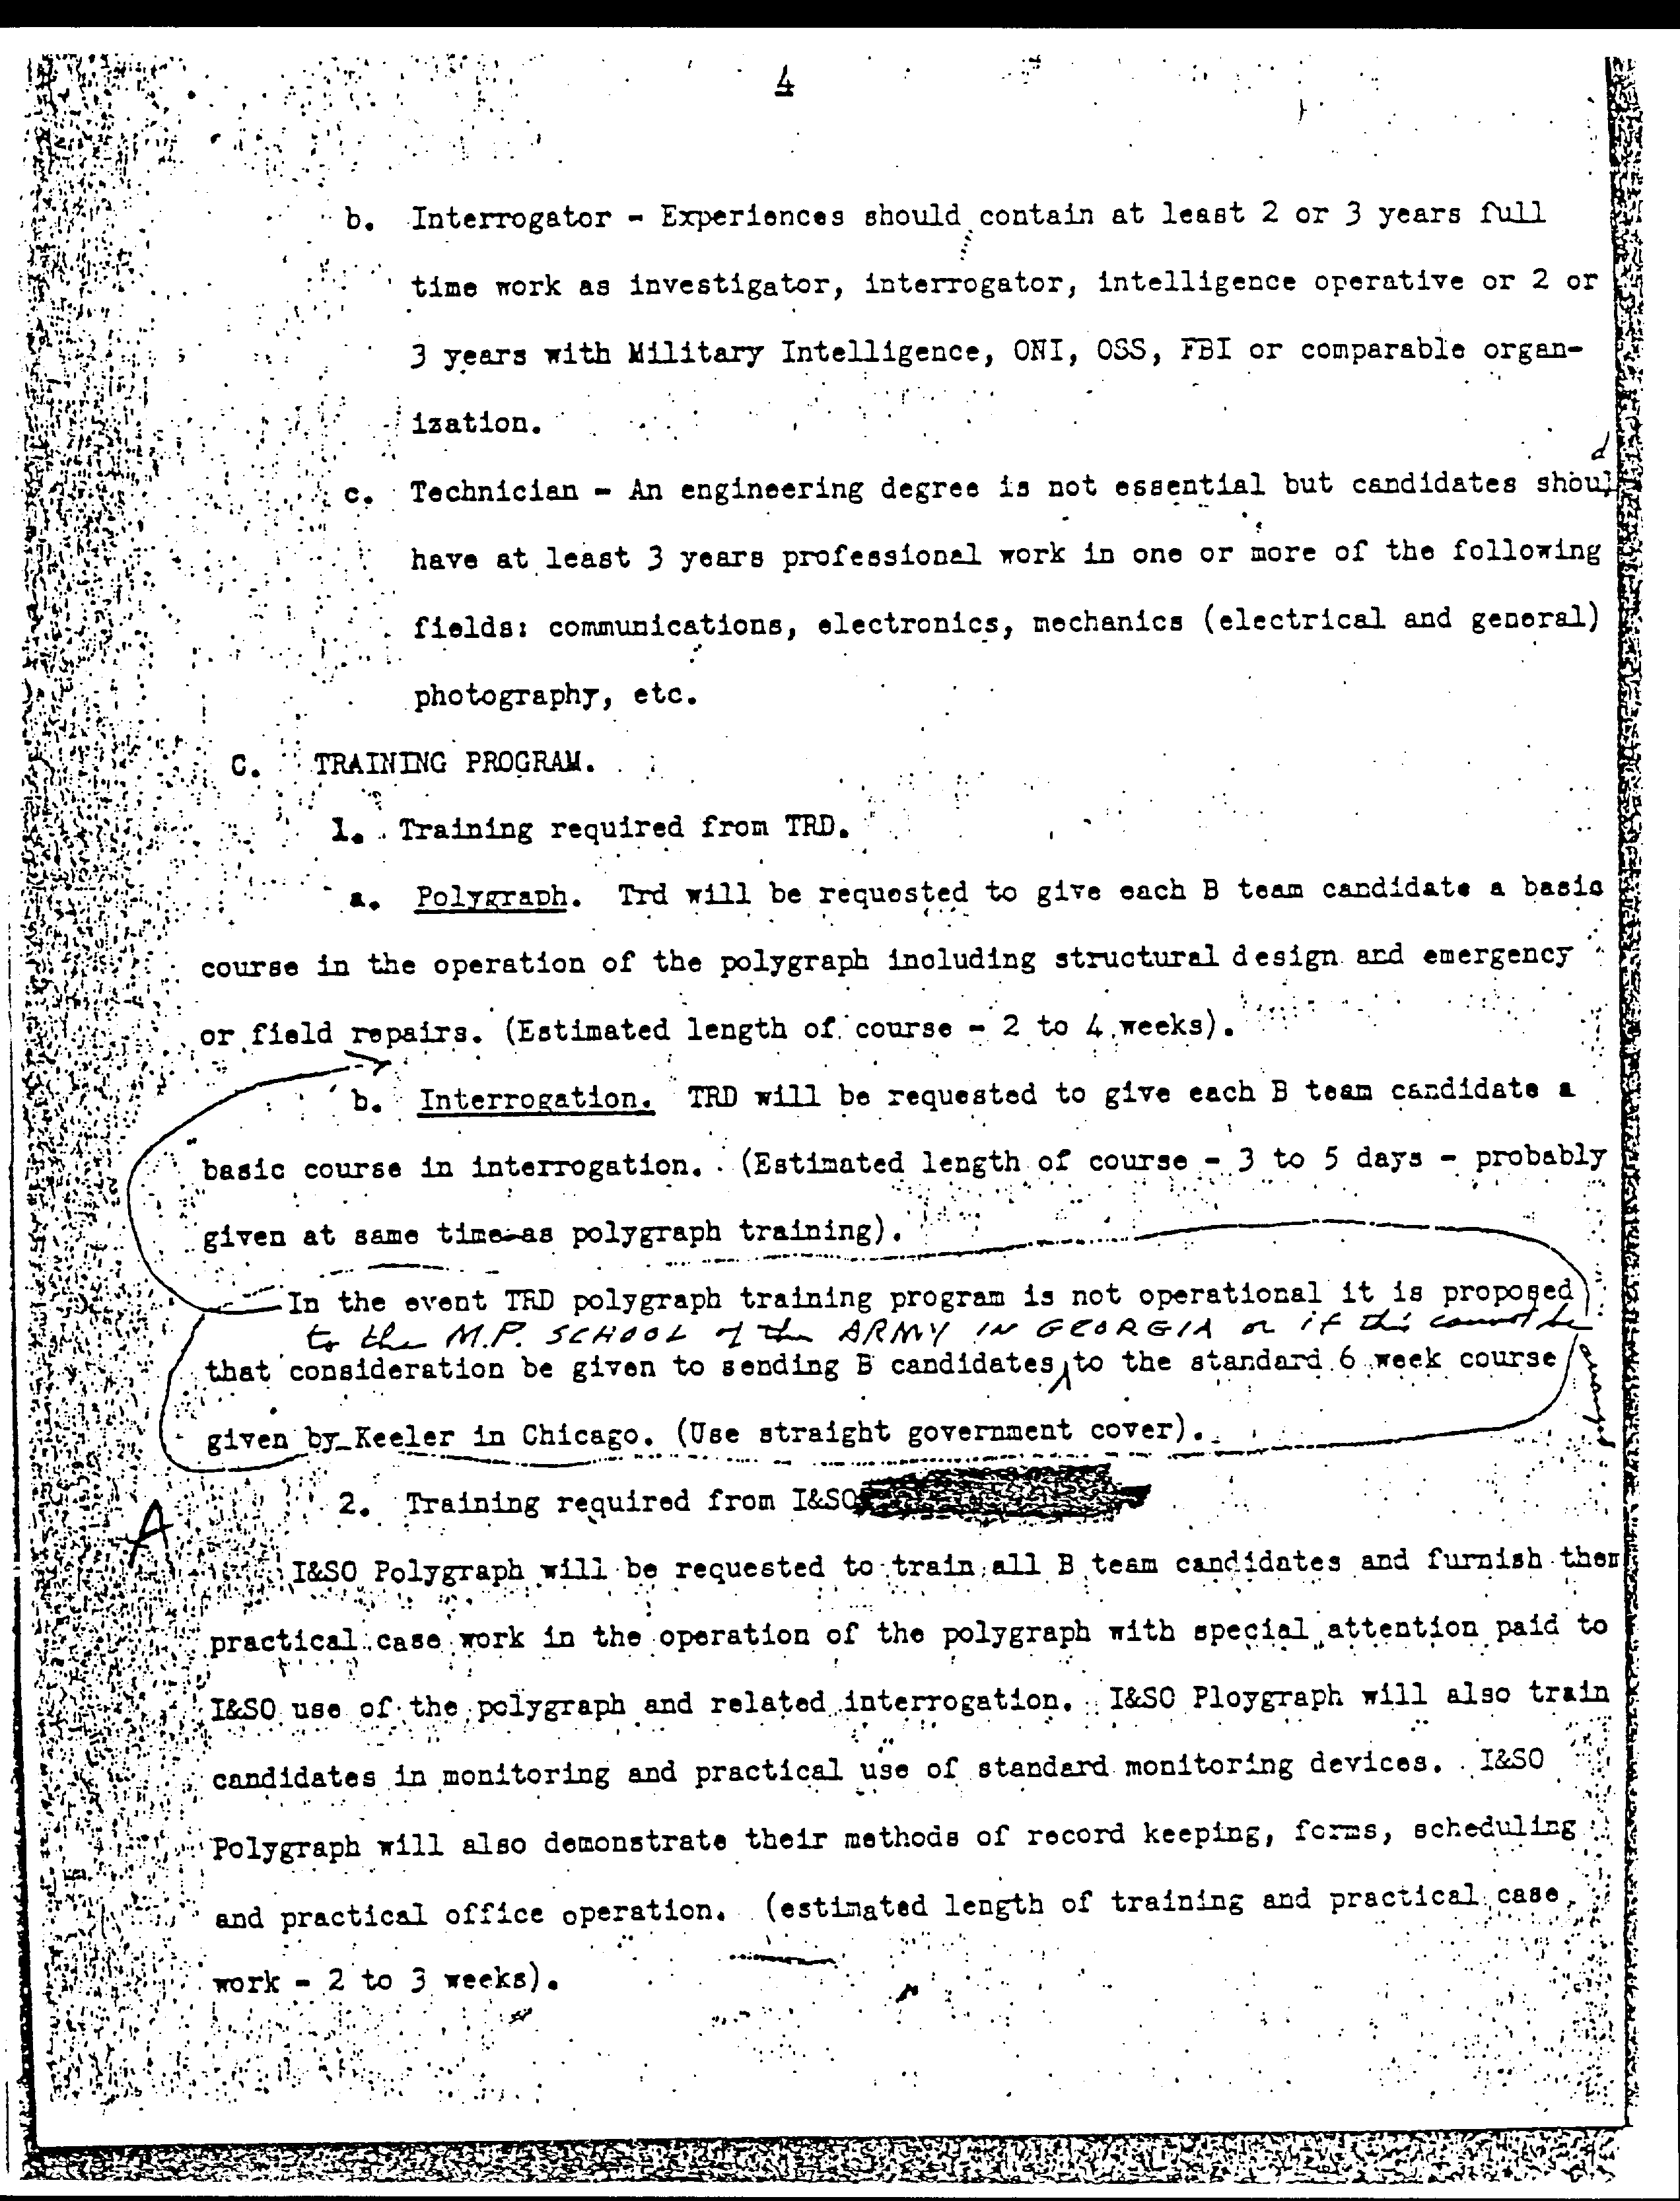 4
b. Interrogator - Experiences should contain at least 2 or 3 years full
time work as investigator, interrogator, intelligence operative or 2 or
3 years with Military Intelligence, ONI, OSS, FBI or comparable organ-
ization.
c. Technician - An engineering degree is not essential but candidates should
have at least 3 years professional work in one or more of the following
fields: communications, electronics, mechanics (electrical and general)
photography, etc.
C. TRAINING PROGRAM.
1. Training required from TRD.
a. Polygraph. Trd will be requested to give each B team candidate a basic
course in the operation of the polygraph including structural design and emergency
or field repairs. (Estimated length of course - 2 to 4 weeks).
b. Interrogation. TRD will be requested to give each B team candidate a
basic course in interrogation. (Estimated length of course - 3 to 5 days - probably
given at same time as polygraph training).
In the event TRD polygraph training program is not operational it is proposed
to the M.P. SCHOOL of the ARMY IN GEORGIA or if this cannot be arranged
that consideration be given to sending B candidates to the standard 6 week course
given by Keeler in Chicago. (Use straight government cover).
2. Training required from I&SO
A
I&SO Polygraph will be requested to train all B team candidates and furnish them
practical case work in the operation of the polygraph with special attention paid to
I&SO use of the polygraph and related interrogation. I&SO Ploygraph will also train
candidates in monitoring and practical use of standard monitoring devices. I&SO
Polygraph will also demonstrate their methods of record keeping, forms, scheduling
and practical office operation. (estimated length of training and practical case
work - 2 to 3 weeks).